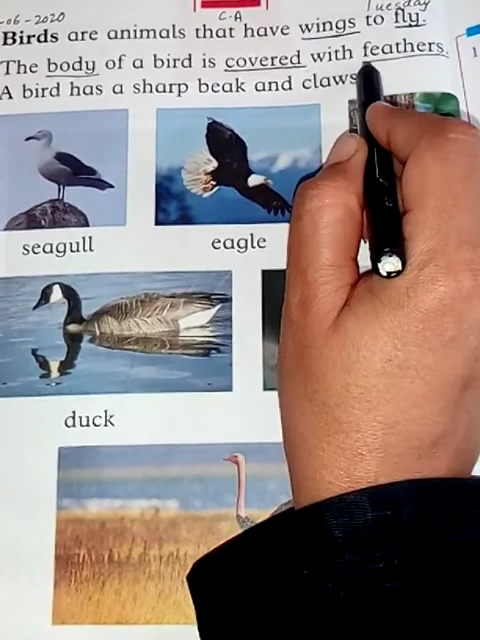 -06-2020
C-A
Tuesday
Birds are animals that have wings to fly.
The body of a bird is covered with feathers.
A bird has a sharp beak and claws
1
seagull
eagle
duck